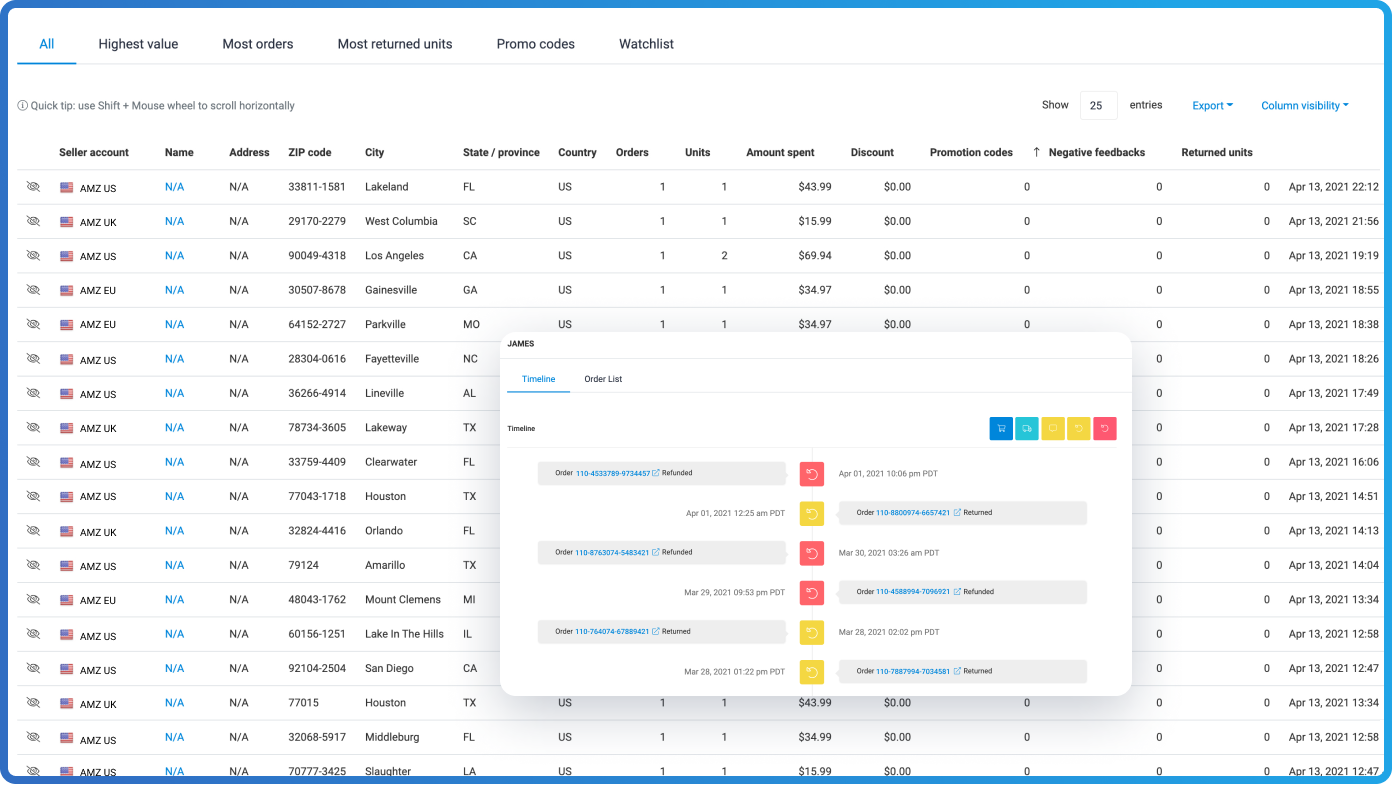 All Highest value Most orders Most returned units Promo codes Watchlist
Quick tip: use Shift + Mouse wheel to scroll horizontally Show 25 entries Export Column visibility
Seller account Name Address ZIP code City State / province Country Orders Units Amount spent Discount Promotion codes ↑ Negative feedbacks Returned units
AMZ US N/A N/A 33811-1581 Lakeland FL US 1 1 $43.99 $0.00 0 0 0 Apr 13, 2021 22:12
AMZ UK N/A N/A 29170-2279 West Columbia SC US 1 1 $15.99 $0.00 0 0 0 Apr 13, 2021 21:56
AMZ US N/A N/A 90049-4318 Los Angeles CA US 1 2 $69.94 $0.00 0 0 0 Apr 13, 2021 19:19
AMZ EU N/A N/A 30507-8678 Gainesville GA US 1 1 $34.97 $0.00 0 0 0 Apr 13, 2021 18:55
AMZ EU N/A N/A 64152-2727 Parkville MO US 1 1 $34.97 $0.00 0 0 0 Apr 13, 2021 18:38
AMZ US N/A N/A 28304-0616 Fayetteville NC 0 0 Apr 13, 2021 18:26
AMZ US N/A N/A 36266-4914 Lineville AL 0 0 Apr 13, 2021 17:49
AMZ UK N/A N/A 78734-3605 Lakeway TX 0 0 Apr 13, 2021 17:28
AMZ US N/A N/A 33759-4409 Clearwater FL 0 0 Apr 13, 2021 16:06
AMZ US N/A N/A 77043-1718 Houston TX 0 0 Apr 13, 2021 14:51
AMZ UK N/A N/A 32824-4416 Orlando FL 0 0 Apr 13, 2021 14:13
AMZ US N/A N/A 79124 Amarillo TX 0 0 Apr 13, 2021 14:04
AMZ EU N/A N/A 48043-1762 Mount Clemens MI 0 0 Apr 13, 2021 13:34
AMZ US N/A N/A 60156-1251 Lake In The Hills IL 0 0 Apr 13, 2021 12:58
AMZ US N/A N/A 92104-2504 San Diego CA 0 0 Apr 13, 2021 12:47
AMZ UK N/A N/A 77015 Houston TX US 1 1 $43.99 $0.00 0 0 0 Apr 13, 2021 13:34
AMZ US N/A N/A 32068-5917 Middleburg FL US 1 1 $34.99 $0.00 0 0 0 Apr 13, 2021 12:58
AMZ US N/A N/A 70777-3425 Slaughter LA US 1 1 $15.99 $0.00 0 0 0 Apr 13, 2021 12:47
JAMES
Timeline Order List
Timeline
Order 110-4533789-9734457 Refunded Apr 01, 2021 10:06 pm PDT
Apr 01, 2021 12:25 am PDT Order 110-8800974-6657421 Returned
Order 110-8763074-5483421 Refunded Mar 30, 2021 03:26 am PDT
Mar 29, 2021 09:53 pm PDT Order 110-4588994-7096921 Refunded
Order 110-764074-67889421 Returned Mar 28, 2021 02:02 pm PDT
Mar 28, 2021 01:22 pm PDT Order 110-7887994-7034581 Returned